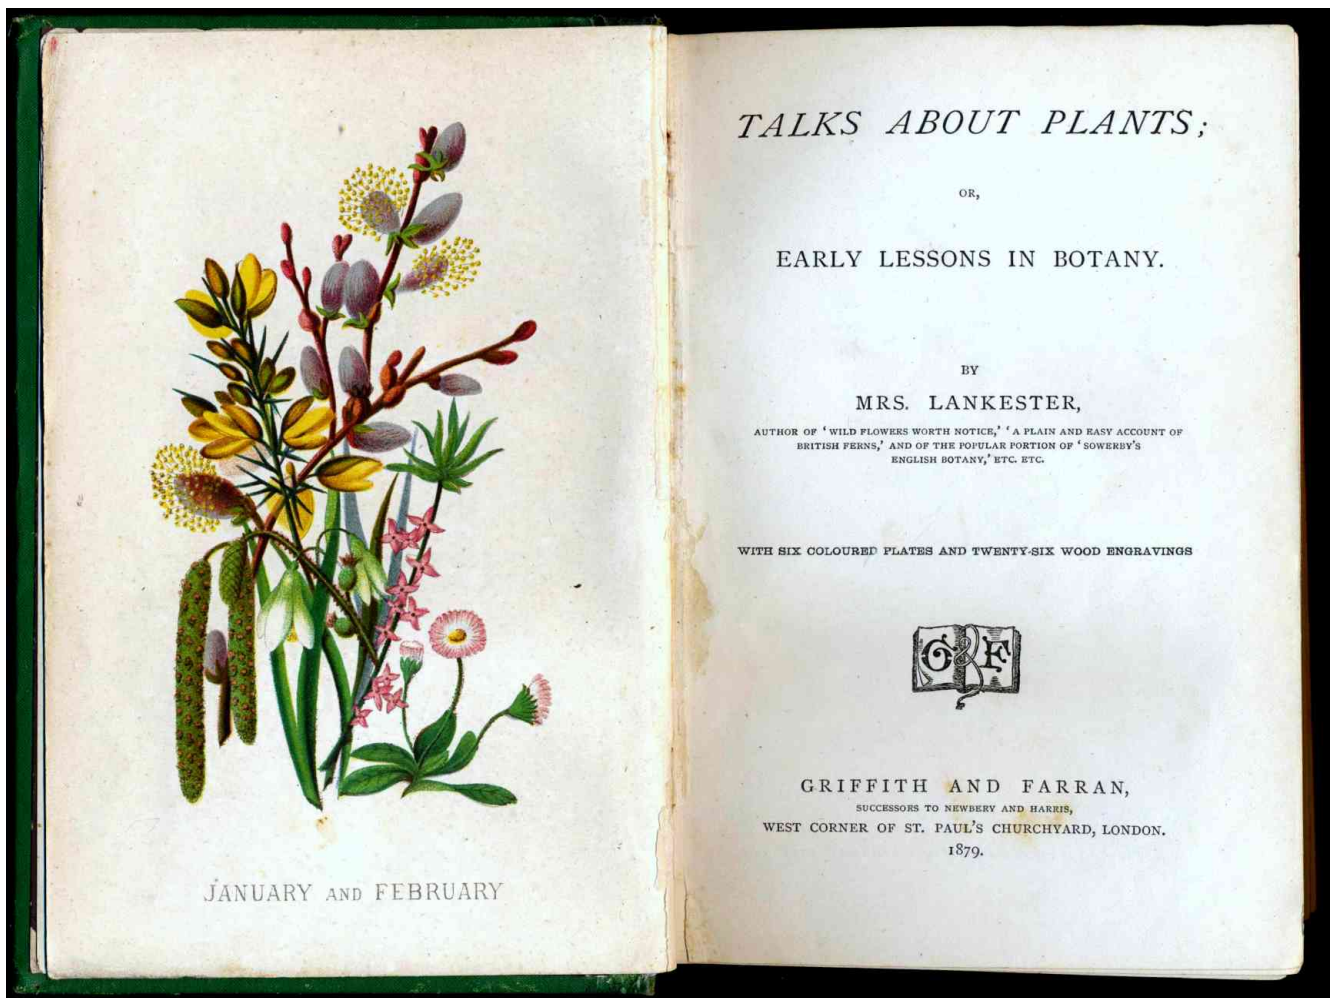 JANUARY AND FEBRUARY
TALKS ABOUT PLANTS;
OR,
EARLY LESSONS IN BOTANY.
BY
MRS. LANKESTER,
AUTHOR OF ‘WILD FLOWERS WORTH NOTICE,’ ‘A PLAIN AND EASY ACCOUNT OF
BRITISH FERNS,’ AND OF THE POPULAR PORTION OF ‘SOWERBY’S
ENGLISH BOTANY,’ ETC. ETC.
WITH SIX COLOURED PLATES AND TWENTY-SIX WOOD ENGRAVINGS
G & F
GRIFFITH AND FARRAN,
SUCCESSORS TO NEWBERY AND HARRIS,
WEST CORNER OF ST. PAUL’S CHURCHYARD, LONDON.
1879.